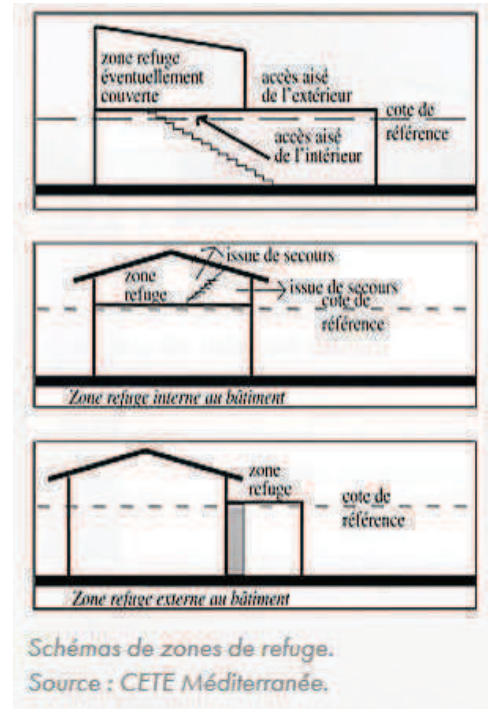 zone refuge
éventuellement
couverte
accès aisé
de l'extérieur
cote de
référence
accès aisé
de l'intérieur
issue de secours
zone
refuge
issue de secours
cote de
référence
Zone refuge interne au bâtiment
zone
refuge
cote de
référence
Zone refuge externe au bâtiment
Schémas de zones de refuge.
Source : CETE Méditerranée.